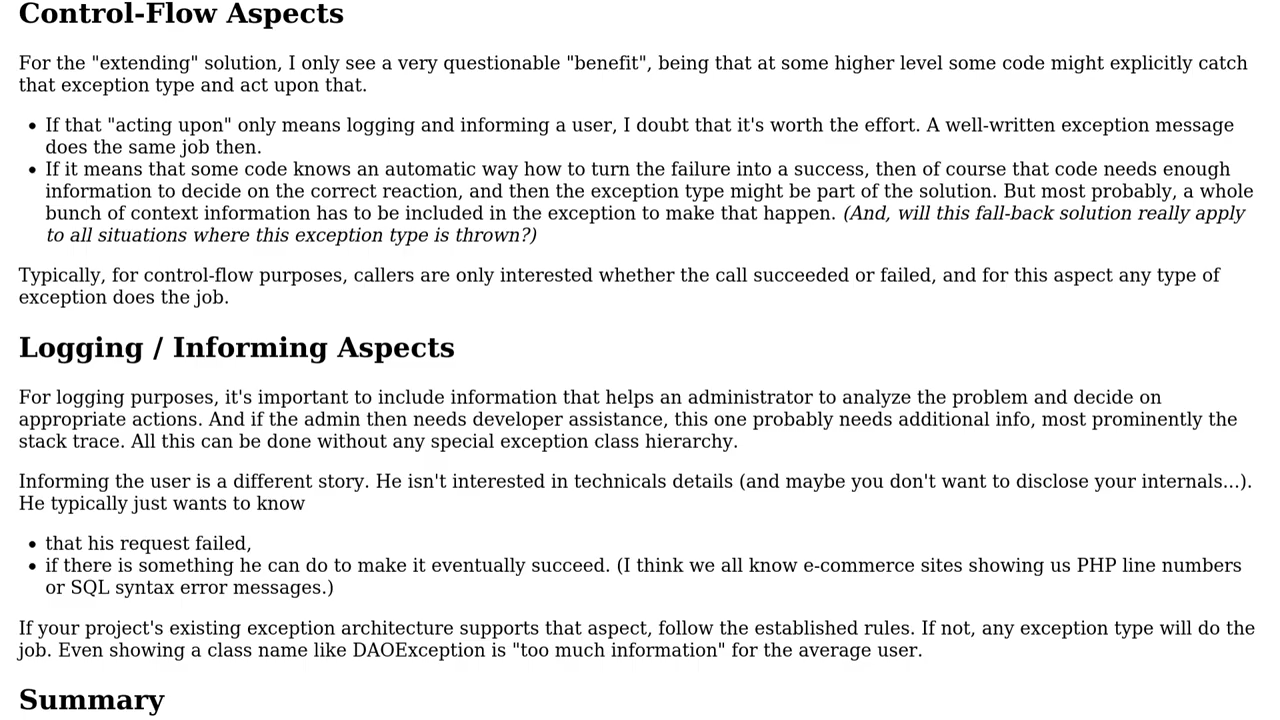 Control-Flow Aspects
For the "extending" solution, I only see a very questionable "benefit", being that at some higher level some code might explicitly catch
that exception type and act upon that.
• If that "acting upon" only means logging and informing a user, I doubt that it's worth the effort. A well-written exception message
does the same job then.
• If it means that some code knows an automatic way how to turn the failure into a success, then of course that code needs enough
information to decide on the correct reaction, and then the exception type might be part of the solution. But most probably, a whole
bunch of context information has to be included in the exception to make that happen. (And, will this fall-back solution really apply
to all situations where this exception type is thrown?)
Typically, for control-flow purposes, callers are only interested whether the call succeeded or failed, and for this aspect any type of
exception does the job.
Logging / Informing Aspects
For logging purposes, it's important to include information that helps an administrator to analyze the problem and decide on
appropriate actions. And if the admin then needs developer assistance, this one probably needs additional info, most prominently the
stack trace. All this can be done without any special exception class hierarchy.
Informing the user is a different story. He isn't interested in technicals details (and maybe you don't want to disclose your internals...).
He typically just wants to know
• that his request failed,
• if there is something he can do to make it eventually succeed. (I think we all know e-commerce sites showing us PHP line numbers
or SQL syntax error messages.)
If your project's existing exception architecture supports that aspect, follow the established rules. If not, any exception type will do the
job. Even showing a class name like DAOException is "too much information" for the average user.
Summary